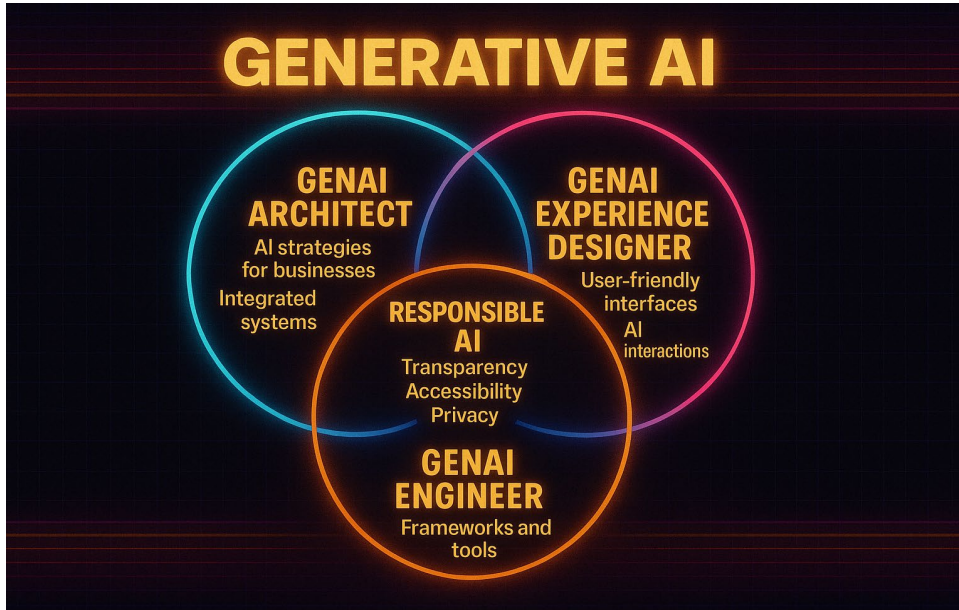 GENERATIVE AI
GENAI
ARCHITECT
AI strategies
for businesses
Integrated
systems
GENAI
EXPERIENCE
DESIGNER
User-friendly
interfaces
AI
interactions
RESPONSIBLE
AI
Transparency
Accessibility
Privacy
GENAI
ENGINEER
Frameworks and
tools